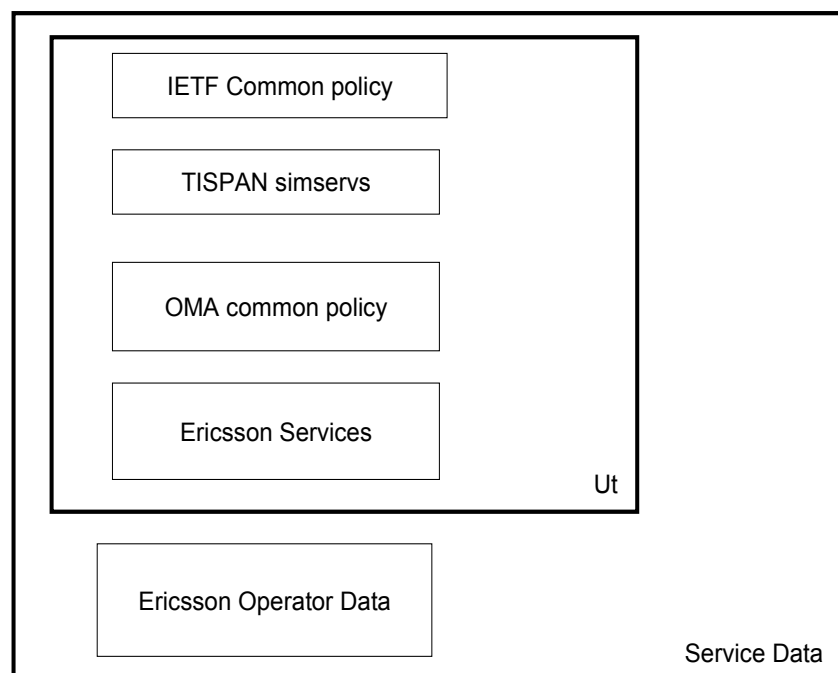 IETF Common policy
TISPAN simservs
OMA common policy
Ericsson Services
Ut
Ericsson Operator Data
Service Data